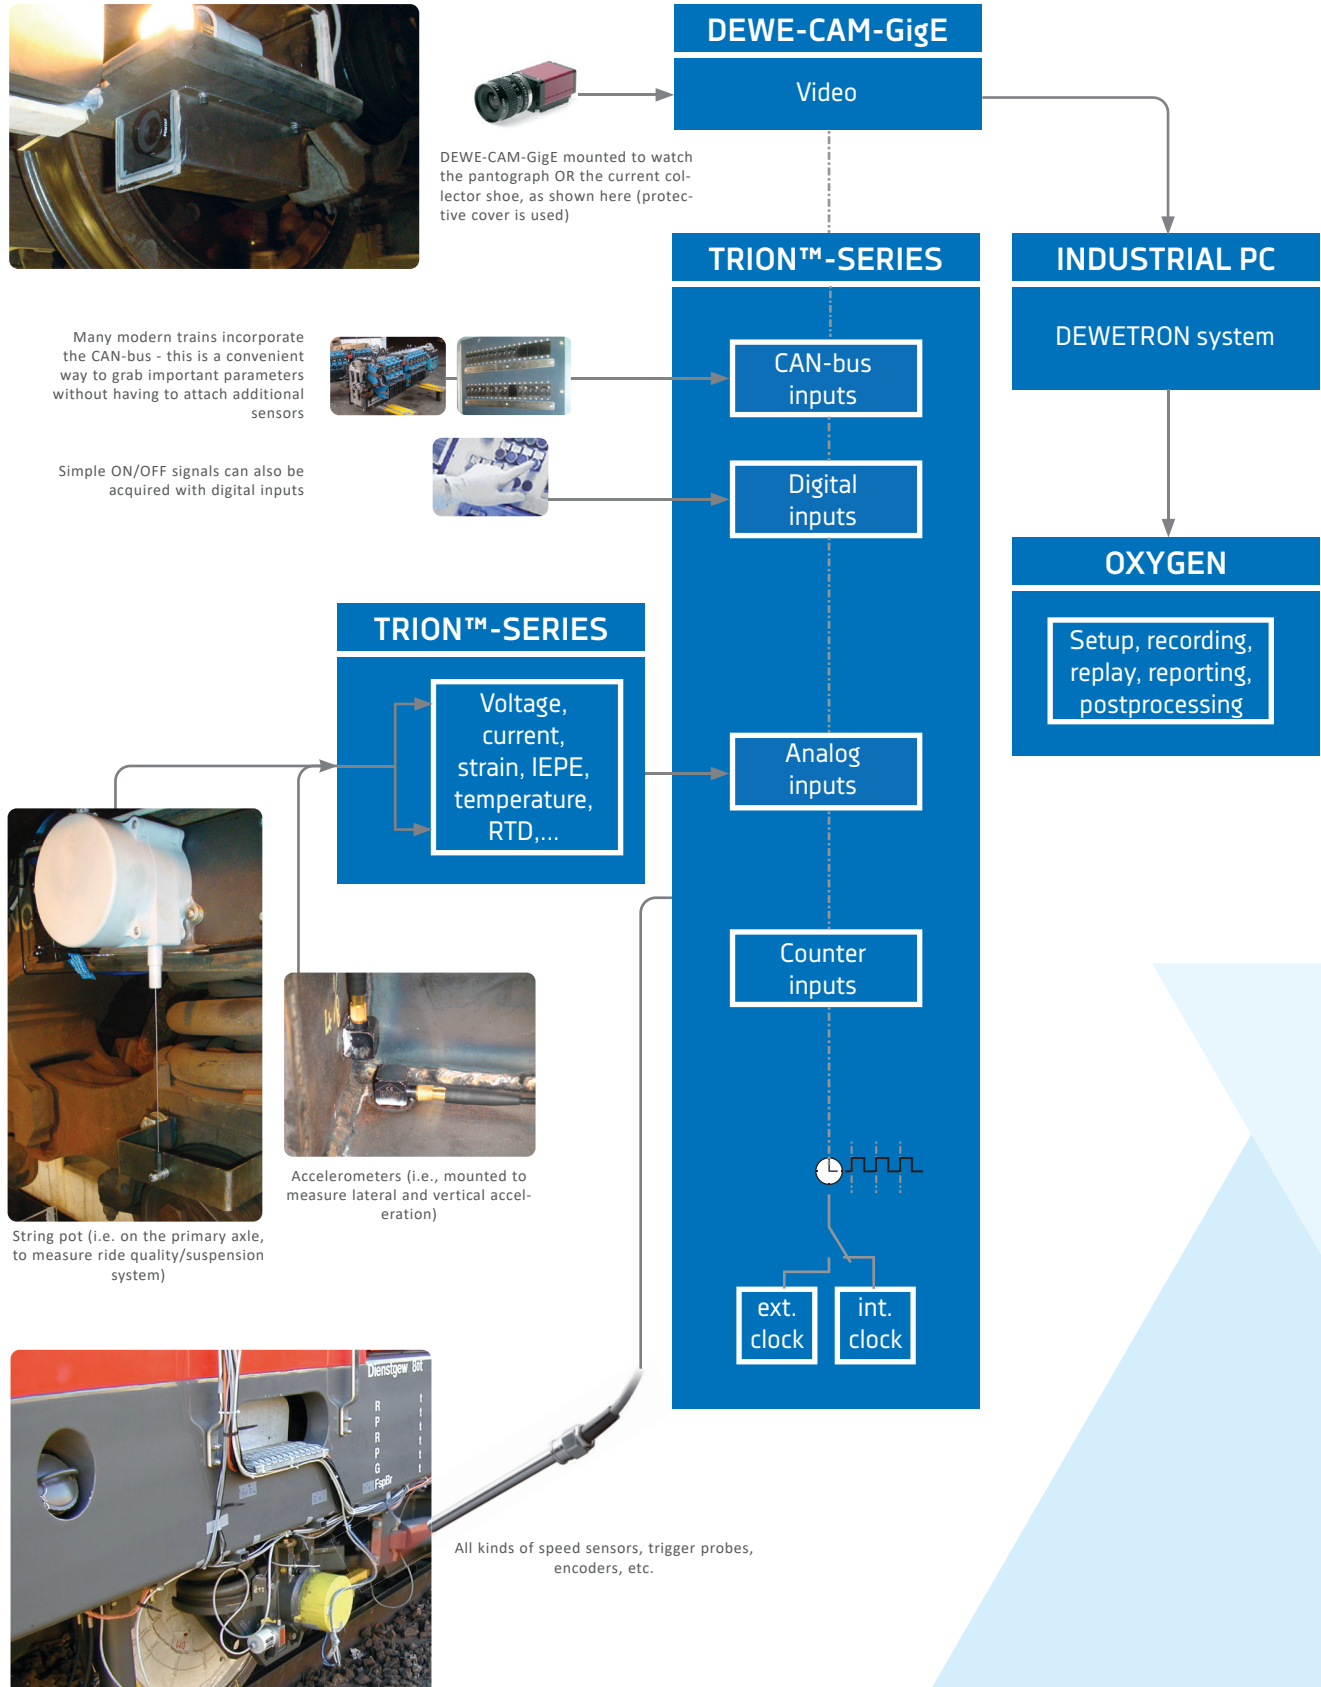 DEWE-CAM-GigE
Video
DEWE-CAM-GigE mounted to watch
the pantograph OR the current col-
lector shoe, as shown here (protec-
tive cover is used)
TRION™-SERIES
INDUSTRIAL PC
DEWETRON system
Many modern trains incorporate
the CAN-bus - this is a convenient
way to grab important parameters
without having to attach additional
sensors
CAN-bus
inputs
Simple ON/OFF signals can also be
acquired with digital inputs
Digital
inputs
OXYGEN
Setup, recording,
replay, reporting,
postprocessing
TRION™-SERIES
Voltage,
current,
strain, IEPE,
temperature,
RTD,...
Analog
inputs
Counter
inputs
Accelerometers (i.e., mounted to
measure lateral and vertical accel-
eration)
String pot (i.e. on the primary axle,
to measure ride quality/suspension
system)
ext.
clock
int.
clock
Dienstgew 80t
R t
P t
R t
P t
G t
FspBr
All kinds of speed sensors, trigger probes,
encoders, etc.